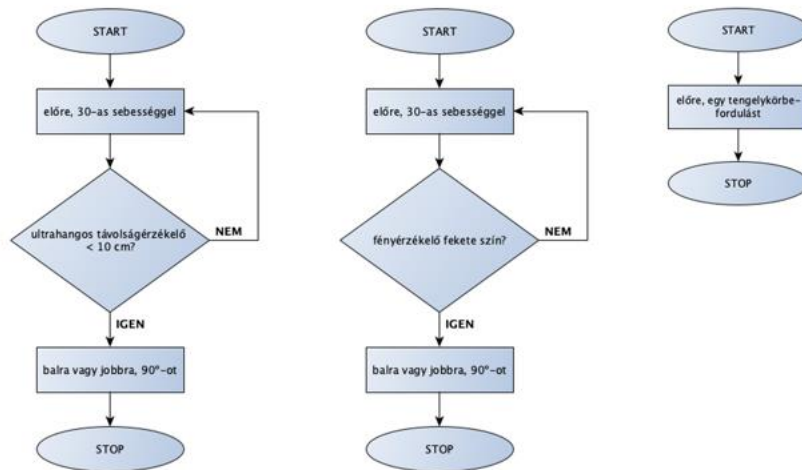 START
előre, 30-as sebességgel
ultrahangos távolságérzékelő
< 10 cm?
NEM
IGEN
balra vagy jobbra, 90°-ot
STOP
START
előre, 30-as sebességgel
fényérzékelő fekete szín?
NEM
IGEN
balra vagy jobbra, 90°-ot
STOP
START
előre, egy tengelykörbe-
fordulást
STOP